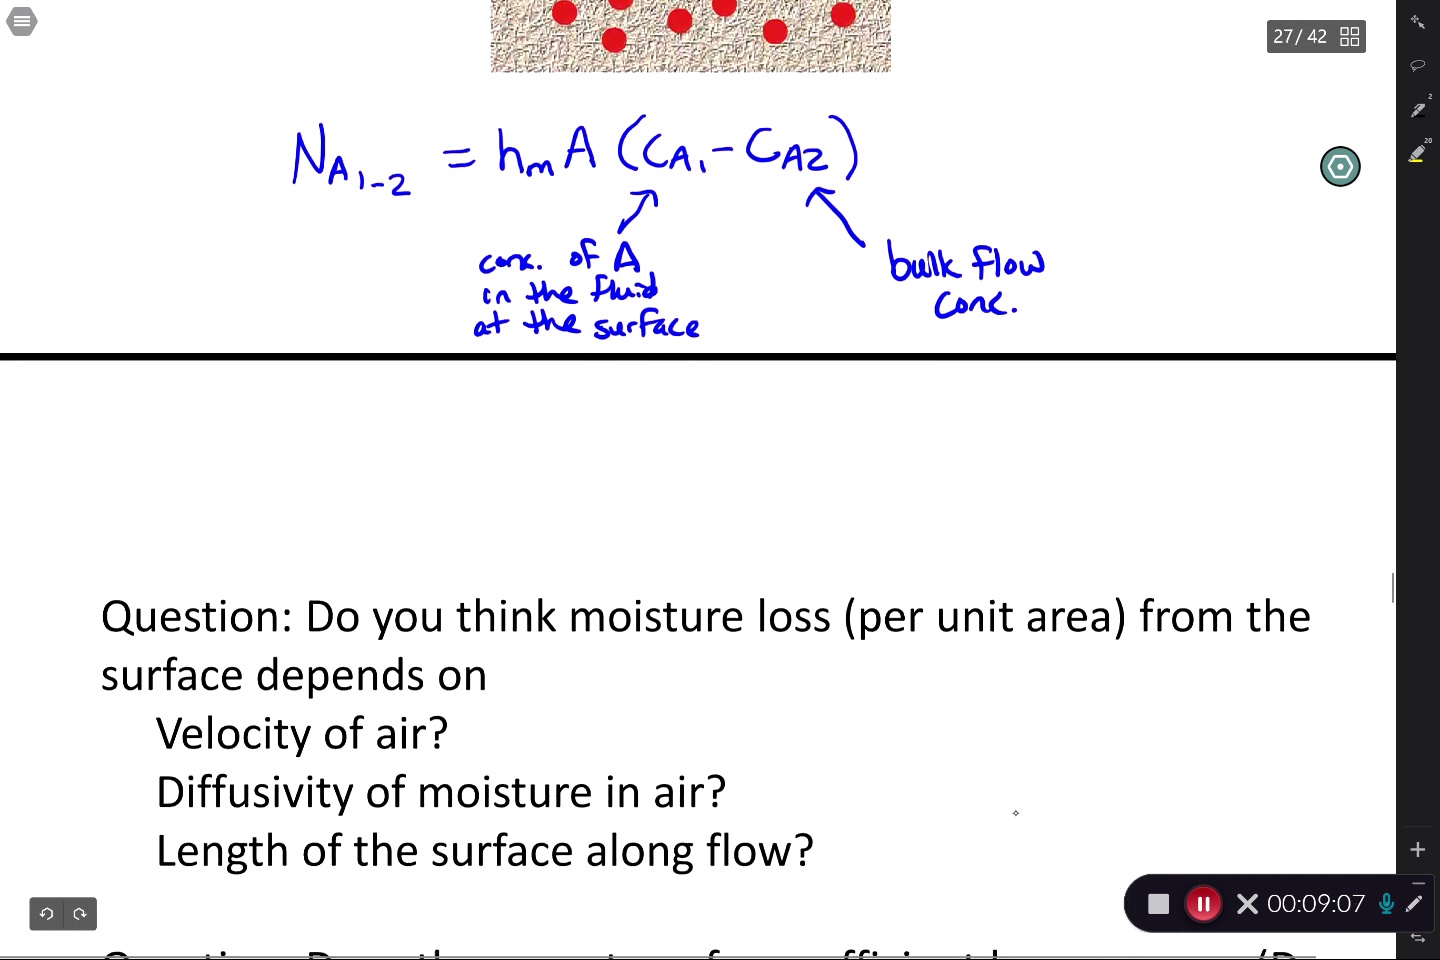 27/ 42
N_{A_{1-2}} = h_m A (C_{A_1} - C_{A2})
conc. of A
in the fluid
at the surface
bulk flow
conc.
Question: Do you think moisture loss (per unit area) from the
surface depends on
Velocity of air?
Diffusivity of moisture in air?
Length of the surface along flow?
00:09:07
2
20